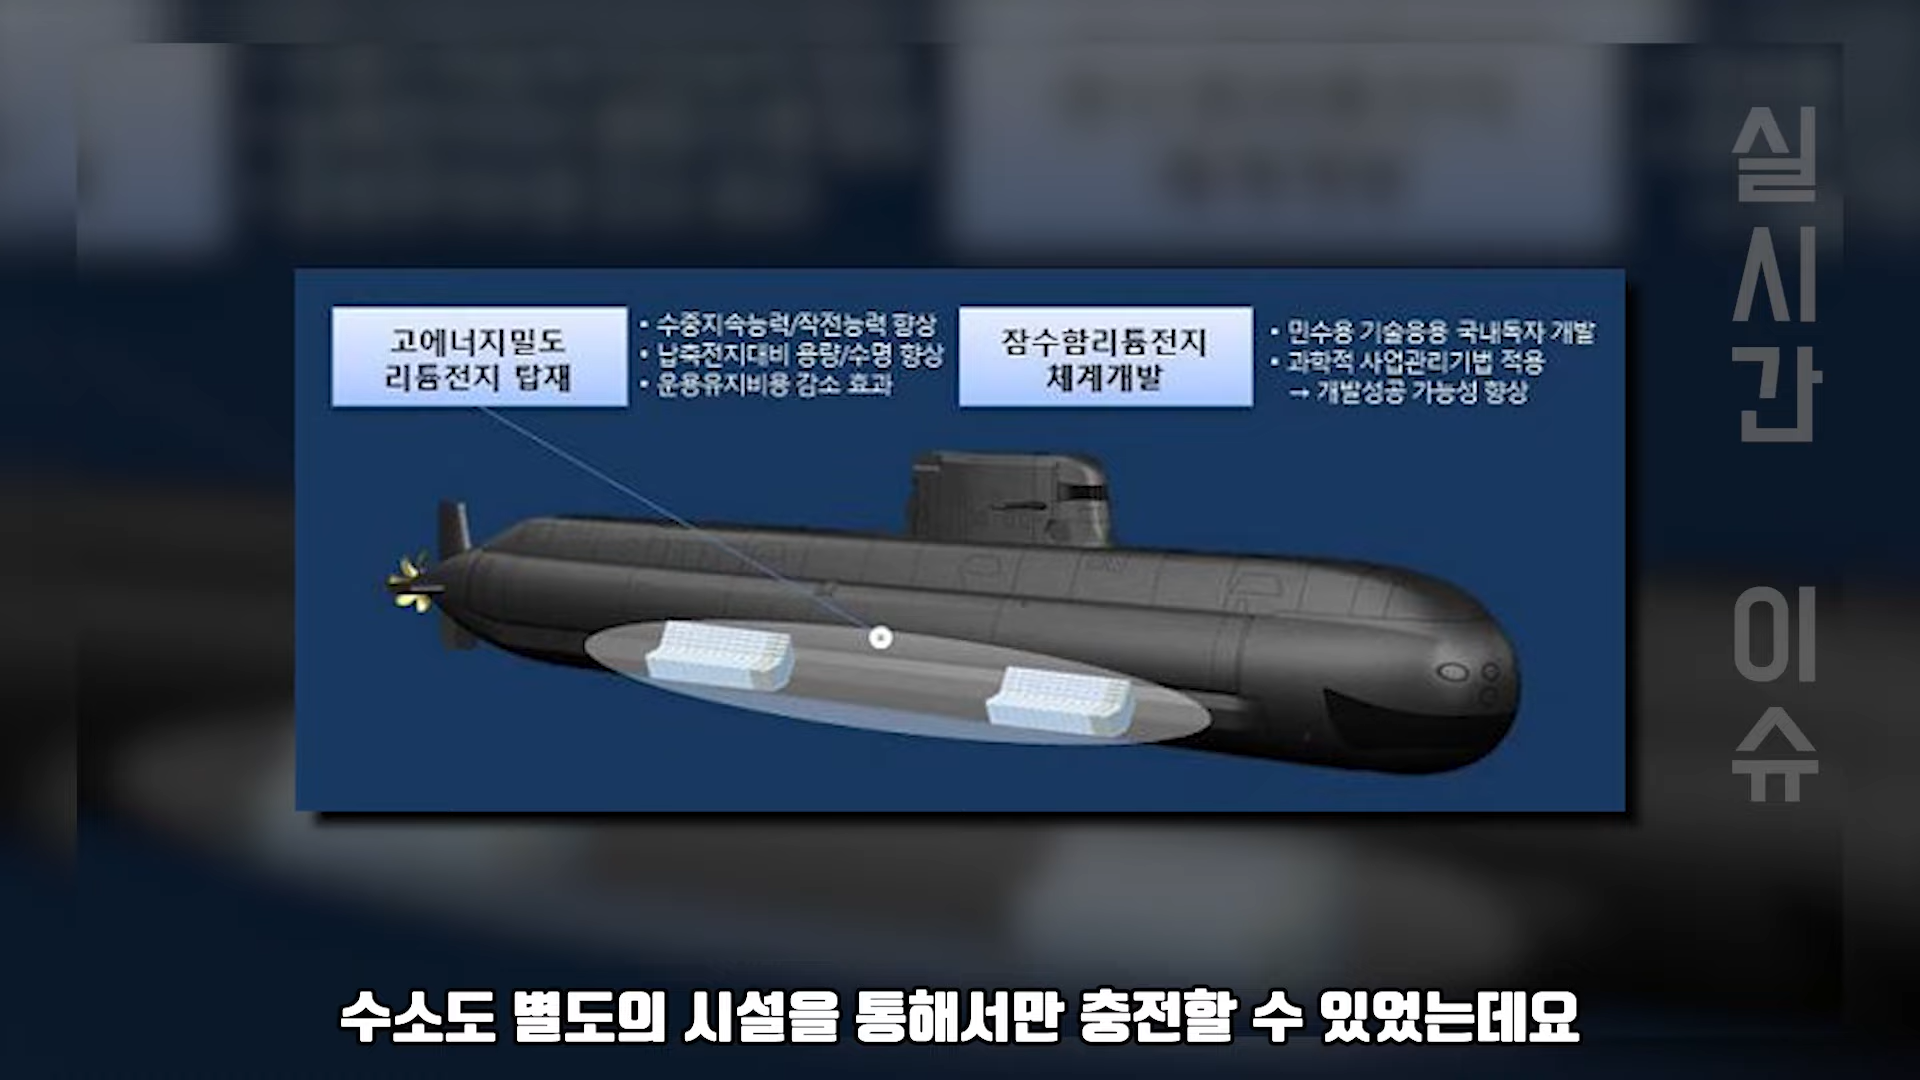 고에너지밀도
리튬전지 탑재
• 수중지속능력/작전능력 향상
• 납축전지대비 용량/수명 향상
• 운용유지비용 감소 효과
잠수함리튬전지
체계개발
• 민수용 기술응용 국내독자 개발
• 과학적 사업관리기법 적용
→ 개발성공 가능성 향상
실시간 이슈
수소도 별도의 시설을 통해서만 충전할 수 있었는데요